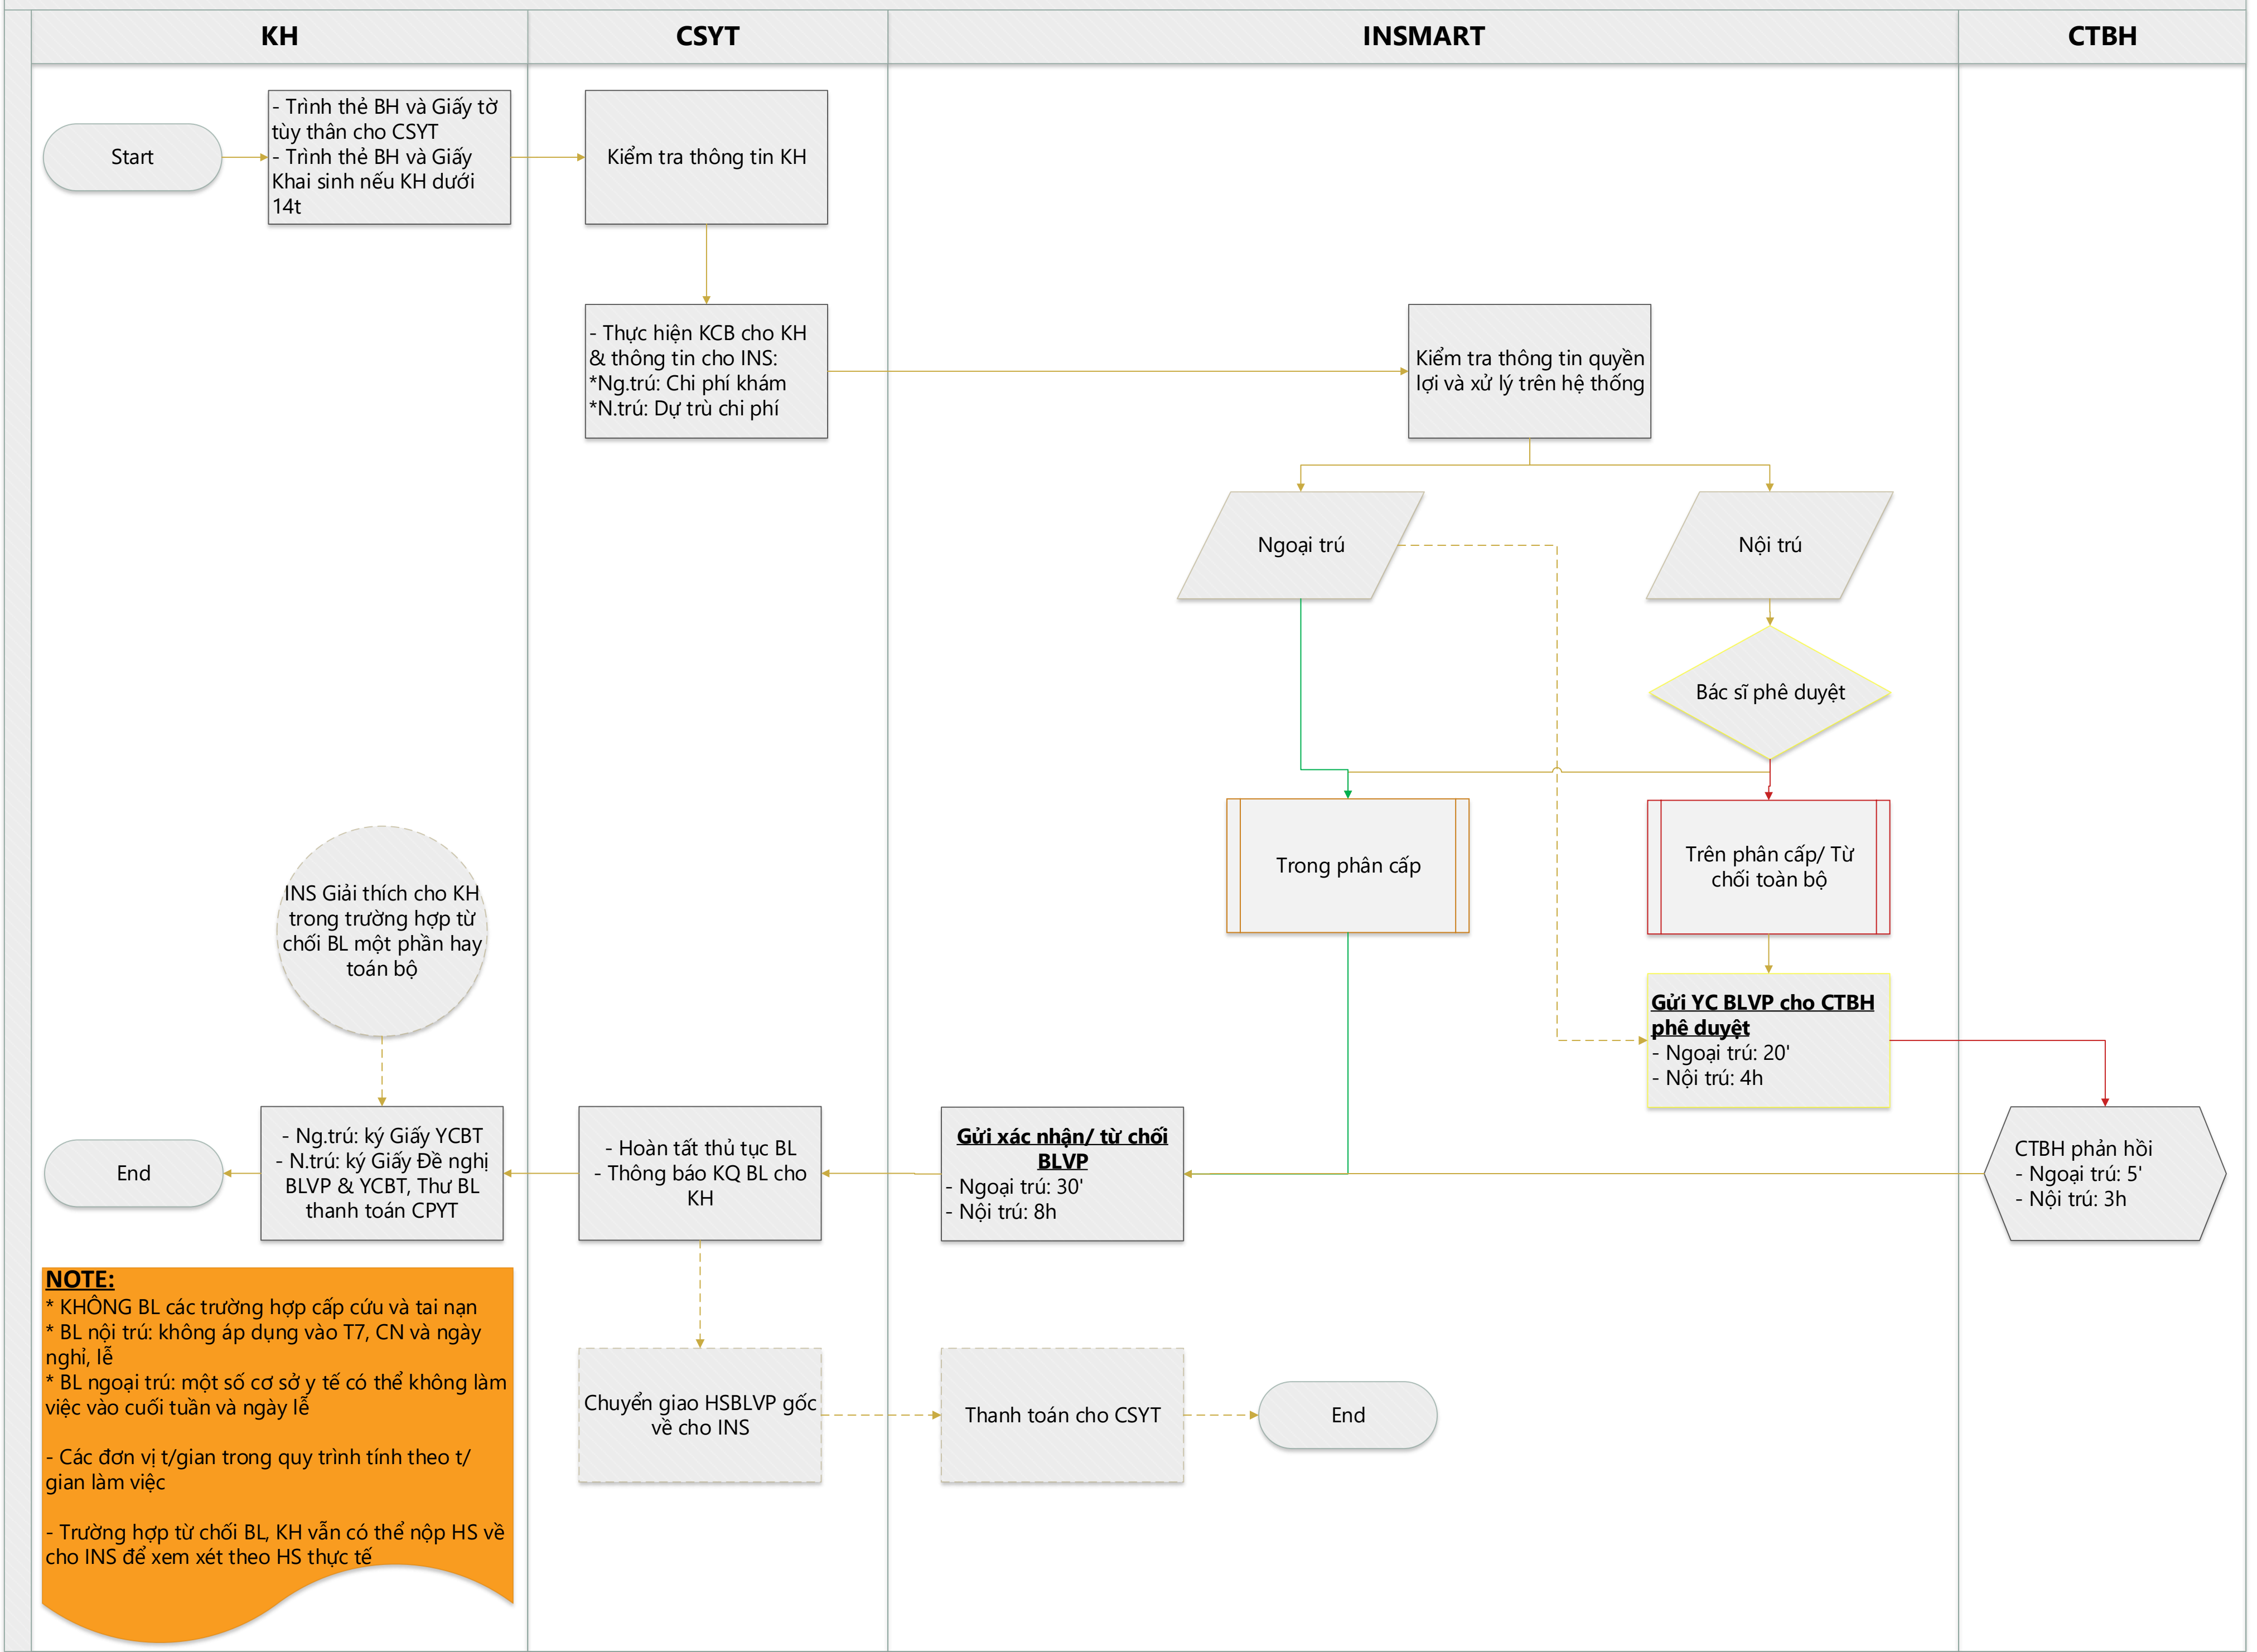 KH
CSYT
INSMART
CTBH
Start
- Trình thẻ BH và Giấy tờ
tùy thân cho CSYT
- Trình thẻ BH và Giấy
Khai sinh nếu KH dưới
14t
Kiểm tra thông tin KH
- Thực hiện KCB cho KH
& thông tin cho INS:
*Ng.trú: Chi phí khám
*N.trú: Dự trù chi phí
Kiểm tra thông tin quyền
lợi và xử lý trên hệ thống
Ngoại trú
Nội trú
Bác sĩ phê duyệt
Trong phân cấp
Trên phân cấp/ Từ
chối toàn bộ
INS Giải thích cho KH
trong trường hợp từ
chối BL một phần hay
toán bộ
Gửi YC BLVP cho CTBH
phê duyệt
- Ngoại trú: 20'
- Nội trú: 4h
End
- Ng.trú: ký Giấy YCBT
- N.trú: ký Giấy Đề nghị
BLVP & YCBT, Thư BL
thanh toán CPYT
- Hoàn tất thủ tục BL
- Thông báo KQ BL cho
KH
Gửi xác nhận/ từ chối
BLVP
- Ngoại trú: 30'
- Nội trú: 8h
CTBH phản hồi
- Ngoại trú: 5'
- Nội trú: 3h
NOTE:
* KHÔNG BL các trường hợp cấp cứu và tai nạn
* BL nội trú: không áp dụng vào T7, CN và ngày
nghỉ, lễ
* BL ngoại trú: một số cơ sở y tế có thể không làm
việc vào cuối tuần và ngày lễ
- Các đơn vị t/gian trong quy trình tính theo t/
gian làm việc
- Trường hợp từ chối BL, KH vẫn có thể nộp HS về
cho INS để xem xét theo HS thực tế
Chuyển giao HSBLVP gốc
về cho INS
Thanh toán cho CSYT
End